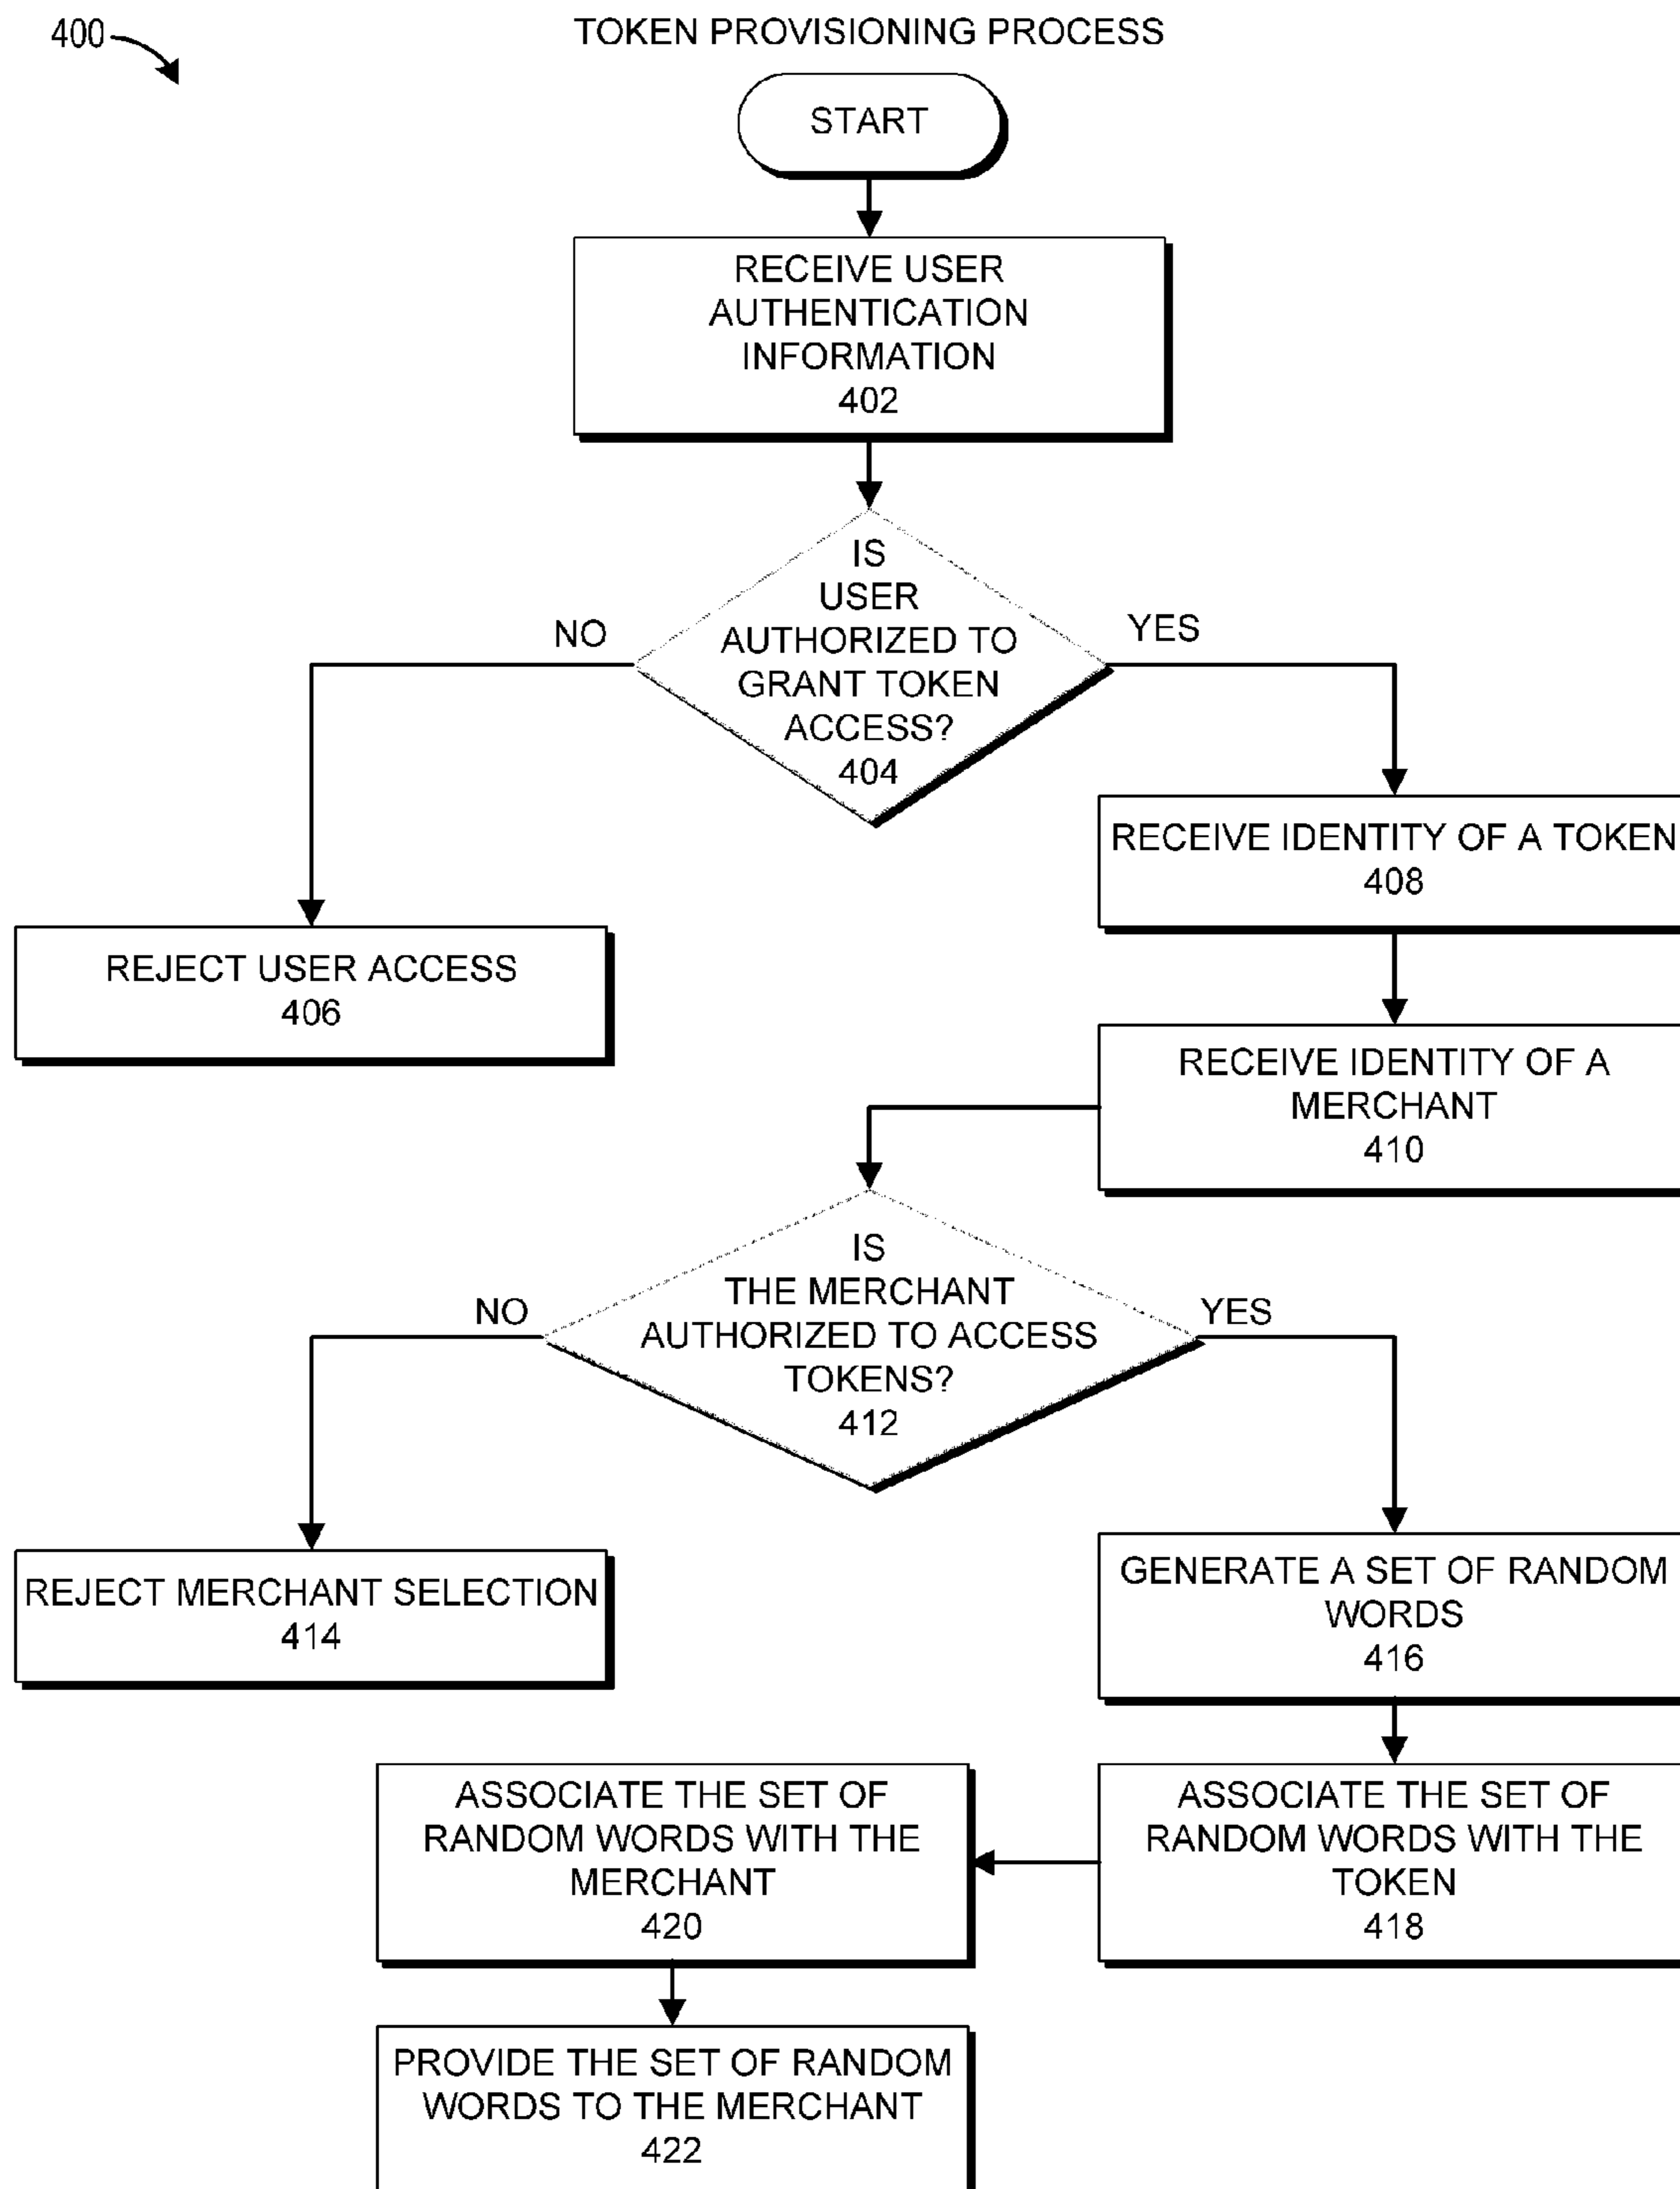 400
TOKEN PROVISIONING PROCESS
START
RECEIVE USER
AUTHENTICATION
INFORMATION
402
IS
USER
AUTHORIZED TO
GRANT TOKEN
ACCESS?
404
NO
YES
RECEIVE IDENTITY OF A TOKEN
408
REJECT USER ACCESS
406
RECEIVE IDENTITY OF A
MERCHANT
410
IS
THE MERCHANT
AUTHORIZED TO ACCESS
TOKENS?
412
NO
YES
REJECT MERCHANT SELECTION
414
GENERATE A SET OF RANDOM
WORDS
416
ASSOCIATE THE SET OF
RANDOM WORDS WITH THE
TOKEN
418
ASSOCIATE THE SET OF
RANDOM WORDS WITH THE
MERCHANT
420
PROVIDE THE SET OF RANDOM
WORDS TO THE MERCHANT
422